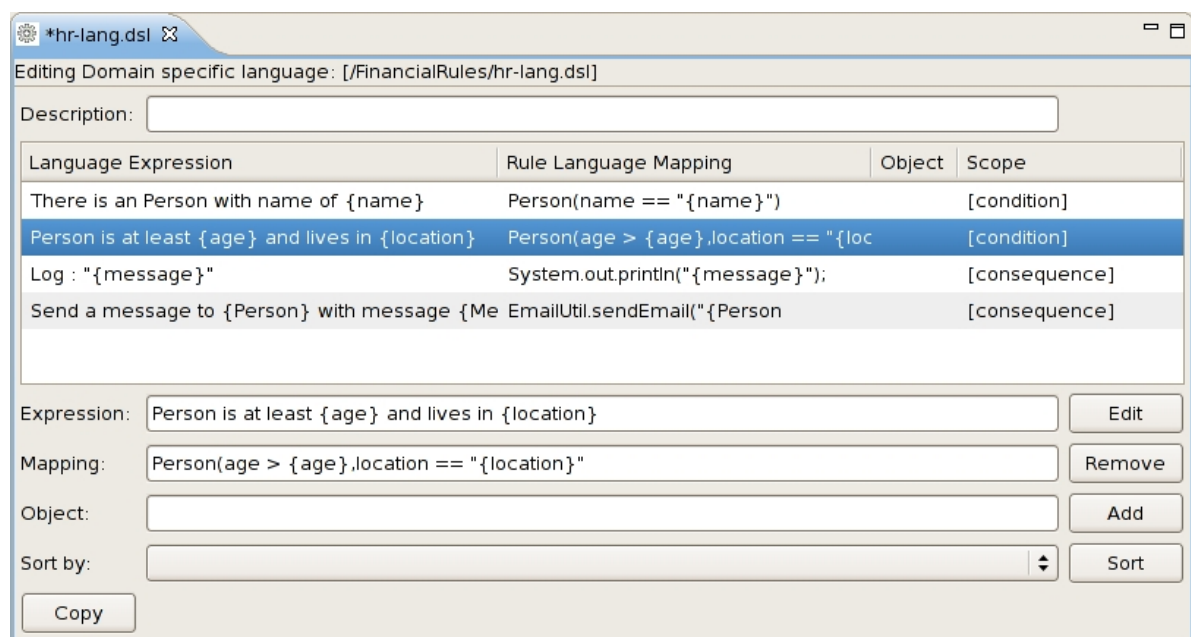 *hr-lang.dsl
Editing Domain specific language: [/FinancialRules/hr-lang.dsl]
Description:
Language Expression Rule Language Mapping Object Scope
There is an Person with name of {name} Person(name == "{name}") [condition]
Person is at least {age} and lives in {location} Person(age > {age},location == "{loc [condition]
Log : "{message}" System.out.println("{message}"); [consequence]
Send a message to {Person} with message {Me EmailUtil.sendEmail("{Person [consequence]
Expression: Person is at least {age} and lives in {location} Edit
Mapping: Person(age > {age},location == "{location}" Remove
Object: Add
Sort by: Sort
Copy